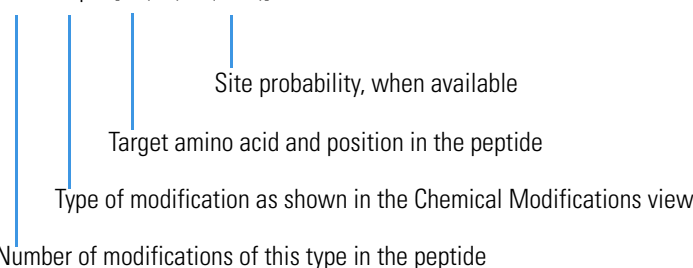 Site probability, when available
Target amino acid and position in the peptide
Type of modification as shown in the Chemical Modifications view
Number of modifications of this type in the peptide